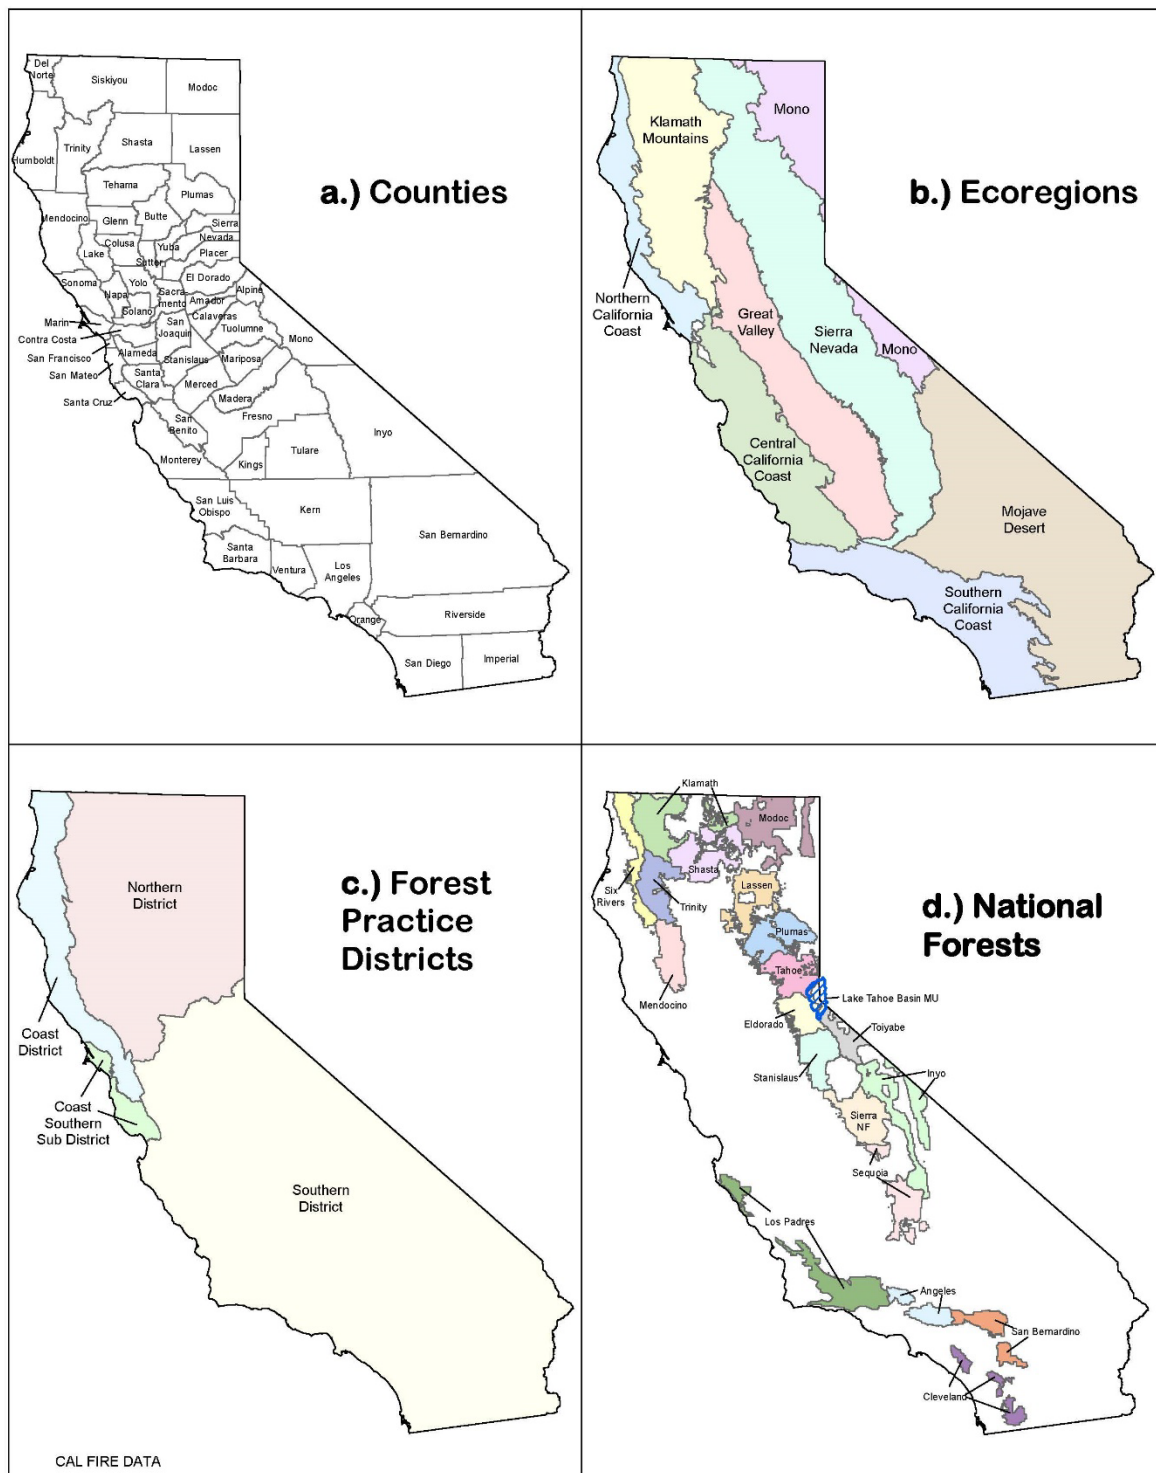 a.) Counties
Del
Norte
Siskiyou
Modoc
Humboldt
Trinity
Shasta
Lassen
Tehama
Plumas
Mendocino
Glenn
Butte
Sierra
Nevada
Colusa
Yuba
Placer
Lake
Sutter
El Dorado
Sonoma
Yolo
Napa
Sacra
mento
Amador
Alpine
Solano
Calaveras
Marin
San
Joaquin
Tuolumne
Contra Costa
Mono
San Francisco
Alameda
Stanislaus
Mariposa
San Mateo
Santa
Clara
Merced
Madera
Santa Cruz
San
Benito
Fresno
Inyo
Monterey
Kings
Tulare
San Luis
Obispo
Kern
San Bernardino
Santa
Barbara
Ventura
Los
Angeles
Orange
Riverside
San Diego
Imperial
b.) Ecoregions
Klamath
Mountains
Mono
Northern
California
Coast
Great
Valley
Sierra
Nevada
Mono
Central
California
Coast
Mojave
Desert
Southern
California
Coast
c.) Forest
Practice
Districts
Northern
District
Coast
District
Coast
Southern
Sub District
Southern
District
CAL FIRE DATA
d.) National
Forests
Klamath
Modoc
Shasta
Six
Rivers
Trinity
Lassen
Plumas
Tahoe
Mendocino
Lake Tahoe Basin MU
Eldorado
Toiyabe
Stanislaus
Inyo
Sierra
NF
Sequoia
Los Padres
Angeles
San Bernardino
Cleveland